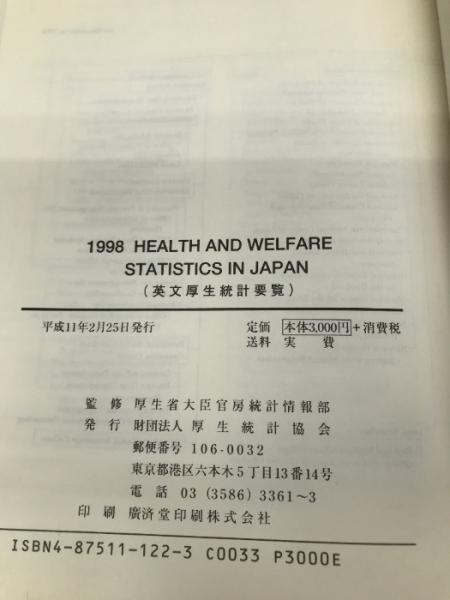 1998 HEALTH AND WELFARE
STATISTICS IN JAPAN
(英文厚生統計要覧)
平成11年2月25日発行
定価 本体3,000円+消費税
送料 実費
監修 厚生省大臣官房統計情報部
発行 財団法人厚生統計協会
郵便番号 106-0032
東京都港区六本木5丁目13番14号
電話 03 (3586) 3361~3
印刷 廣済堂印刷株式会社
ISBN4-87511-122-3 C0033 P3000E